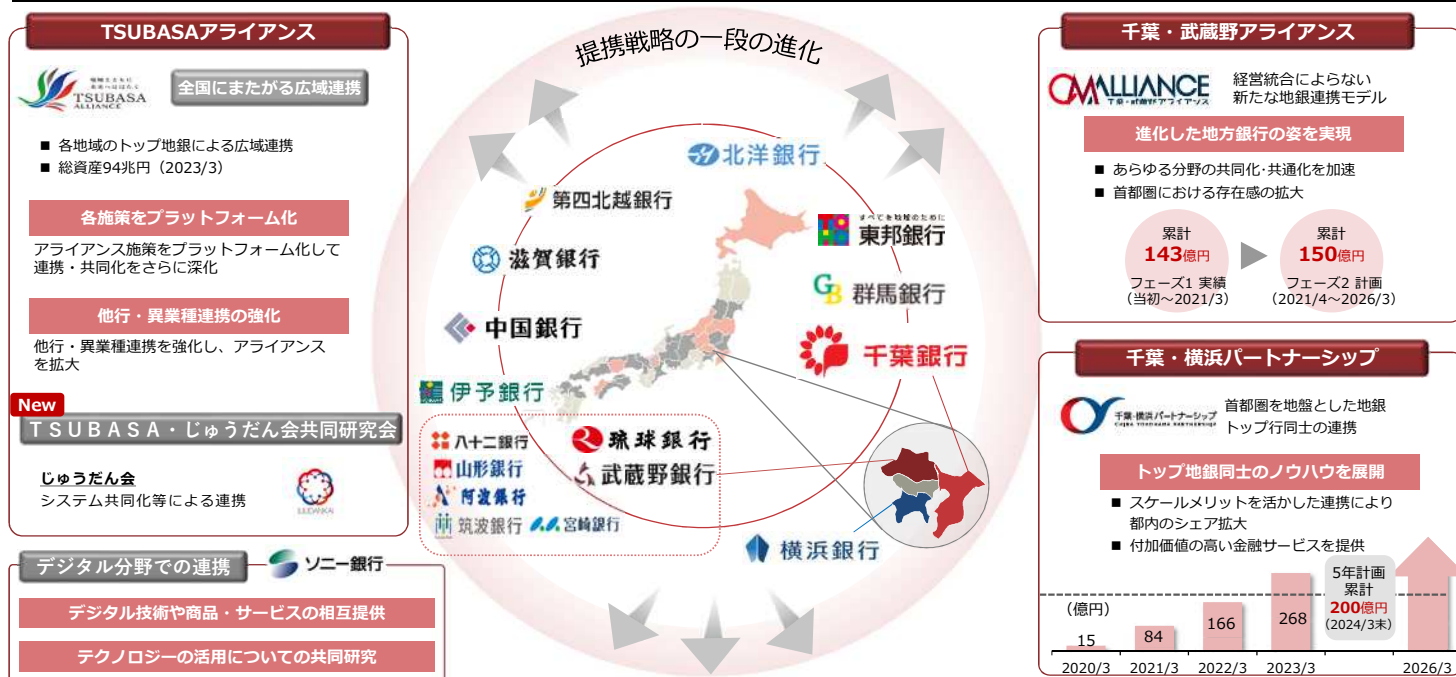 TSUBASAアライアンス
地域とともに
未来へはばたく
TSUBASA
ALLIANCE
全国にまたがる広域連携
■ 各地域のトップ地銀による広域連携
■ 総資産94兆円（2023/3）
各施策をプラットフォーム化
アライアンス施策をプラットフォーム化して
連携・共同化をさらに深化
他行・異業種連携の強化
他行・異業種連携を強化し、アライアンス
を拡大
New
ＴＳＵＢＡＳＡ・じゅうだん会共同研究会
じゅうだん会
システム共同化等による連携
JUDANKAI
デジタル分野での連携
ソニー銀行
デジタル技術や商品・サービスの相互提供
テクノロジーの活用についての共同研究
提携戦略の一段の進化
北洋銀行
第四北越銀行
すべてを地域のために
東邦銀行
滋賀銀行
GB 群馬銀行
中国銀行
千葉銀行
伊予銀行
八十二銀行
琉球銀行
山形銀行
武蔵野銀行
阿波銀行
筑波銀行
宮崎銀行
横浜銀行
千葉・武蔵野アライアンス
CMALLIANCE
千葉・武蔵野アライアンス
経営統合によらない
新たな地銀連携モデル
進化した地方銀行の姿を実現
■ あらゆる分野の共同化･共通化を加速
■ 首都圏における存在感の拡大
累計
143億円
フェーズ1 実績
（当初～2021/3）
累計
150億円
フェーズ2 計画
（2021/4～2026/3）
千葉・横浜パートナーシップ
千葉・横浜パートナーシップ
CHIBA YOKOHAMA PARTNERSHIP
首都圏を地盤とした地銀
トップ行同士の連携
トップ地銀同士のノウハウを展開
■ スケールメリットを活かした連携により
都内のシェア拡大
■ 付加価値の高い金融サービスを提供
5年計画
累計
200億円
（2024/3末）
（億円）
15
84
166
268
2020/3
2021/3
2022/3
2023/3
2026/3